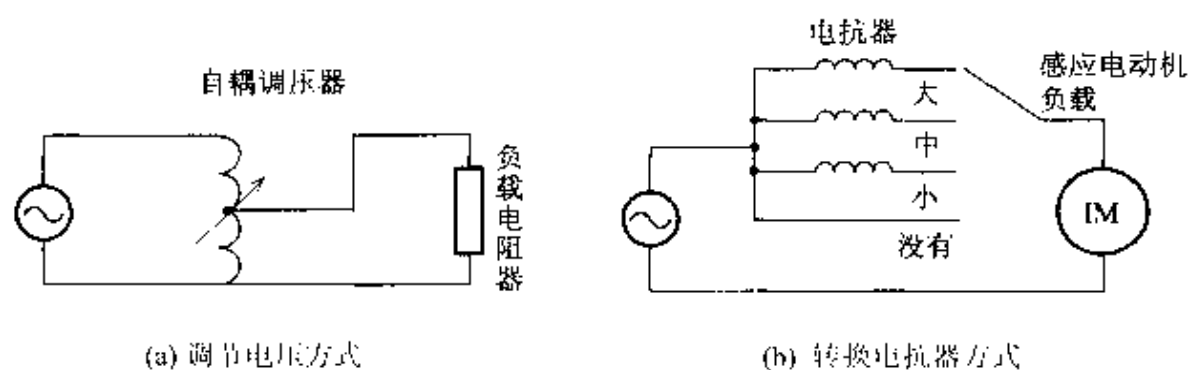 自耦调压器
负载电阻器
(a) 调节电压方式
电抗器
大
中
小
没有
感应电动机
负载
IM
(b) 转换电抗器方式